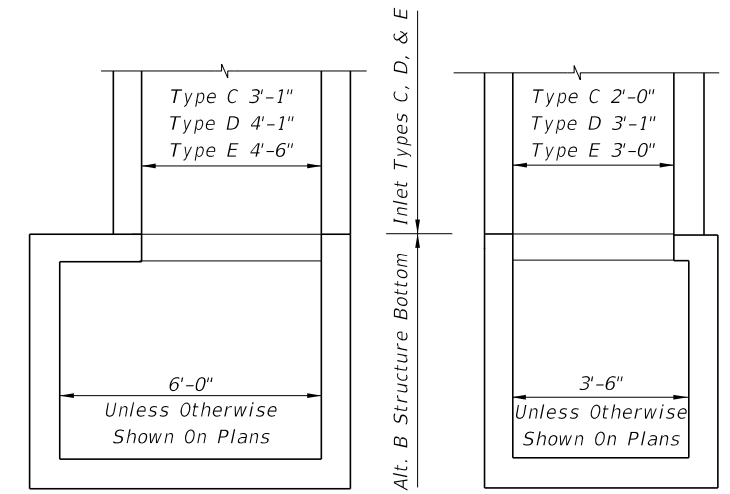 Type C 3'-1"
Type D 4'-1"
Type E 4'-6"
6'-0"
Unless Otherwise
Shown On Plans
Inlet Types C, D, & E
Alt. B Structure Bottom
Type C 2'-0"
Type D 3'-1"
Type E 3'-0"
3'-6"
Unless Otherwise
Shown On Plans